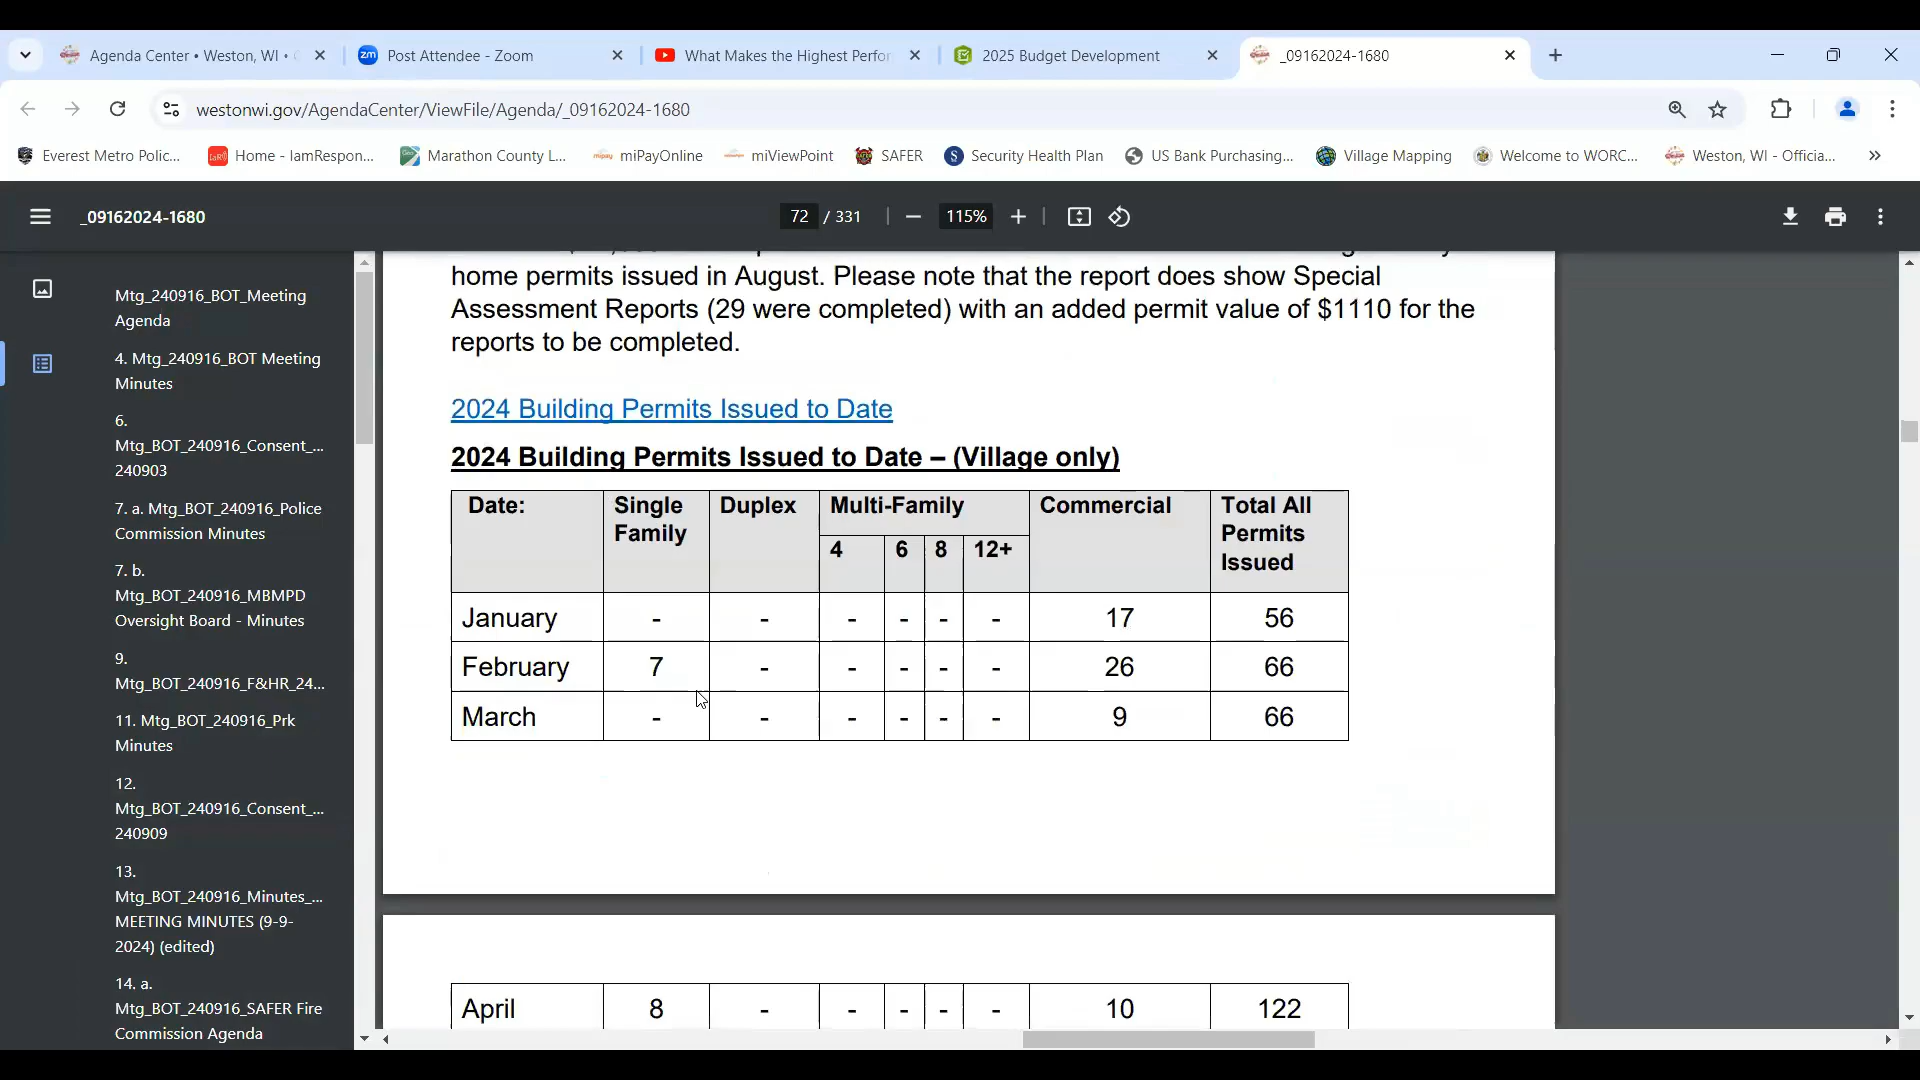 Agenda Center • Weston, WI •
Post Attendee - Zoom
What Makes the Highest Perfor
2025 Budget Development
_09162024-1680
westonwi.gov/AgendaCenter/ViewFile/Agenda/_09162024-1680
Everest Metro Polic...
Home - IamRespon...
Marathon County L...
miPayOnline
miViewPoint
SAFER
Security Health Plan
US Bank Purchasing...
Village Mapping
Welcome to WORC...
Weston, WI - Officia...
_09162024-1680
72 / 331
115%
Mtg_240916_BOT_Meeting
Agenda
4. Mtg_240916_BOT Meeting
Minutes
6.
Mtg_BOT_240916_Consent_...
240903
7. a. Mtg_BOT_240916_Police
Commission Minutes
7. b.
Mtg_BOT_240916_MBMPD
Oversight Board - Minutes
9.
Mtg_BOT_240916_F&HR_24...
11. Mtg_BOT_240916_Prk
Minutes
12.
Mtg_BOT_240916_Consent_...
240909
13.
Mtg_BOT_240916_Minutes_...
MEETING MINUTES (9-9-
2024) (edited)
14. a.
Mtg_BOT_240916_SAFER Fire
Commission Agenda
home permits issued in August. Please note that the report does show Special
Assessment Reports (29 were completed) with an added permit value of $1110 for the
reports to be completed.
2024 Building Permits Issued to Date
2024 Building Permits Issued to Date – (Village only)
Date: Single Family Duplex Multi-Family Commercial Total All Permits Issued
4 6 8 12+
January - - - - - - 17 56
February 7 - - - - - 26 66
March - - - - - - 9 66
April 8 - - - - - 10 122